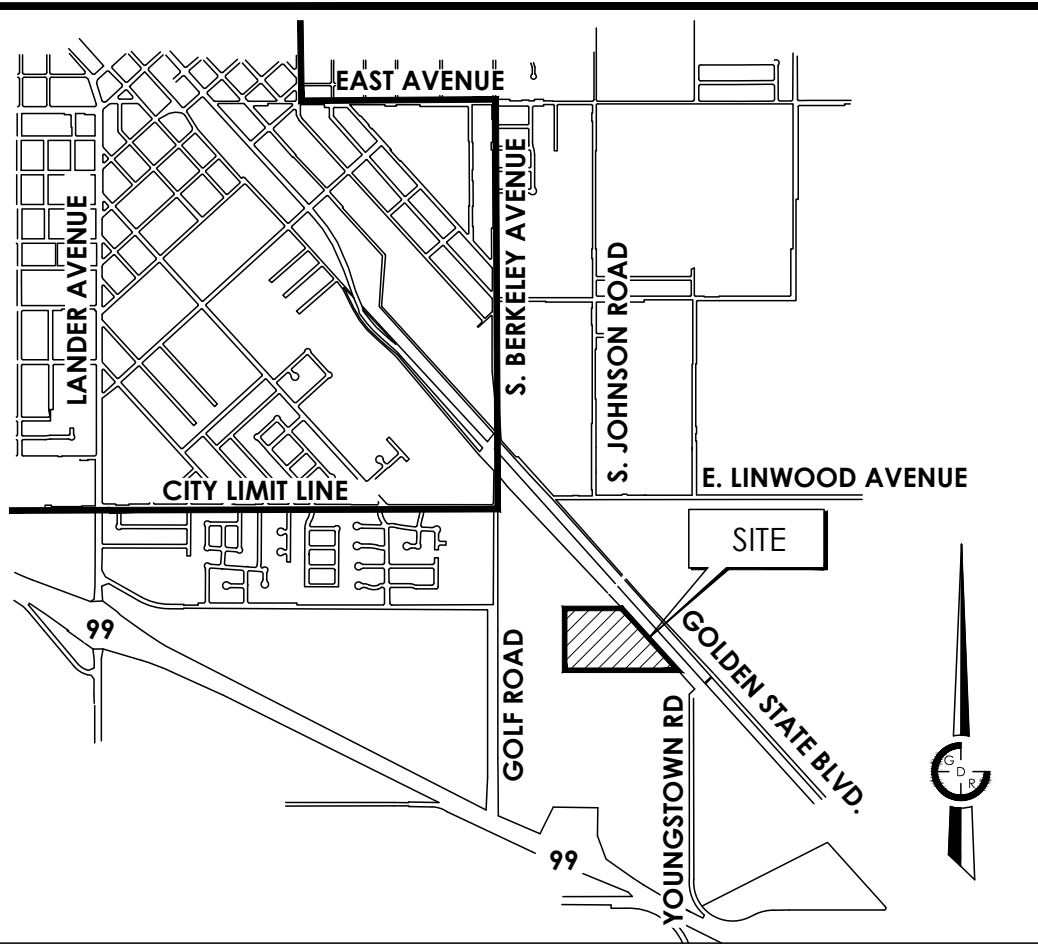 EAST AVENUE
LANDER AVENUE
S. BERKELEY AVENUE
S. JOHNSON ROAD
E. LINWOOD AVENUE
CITY LIMIT LINE
SITE
99
GOLF ROAD
GOLDEN STATE BLVD.
YOUNGSTOWN RD
99
G
D
R